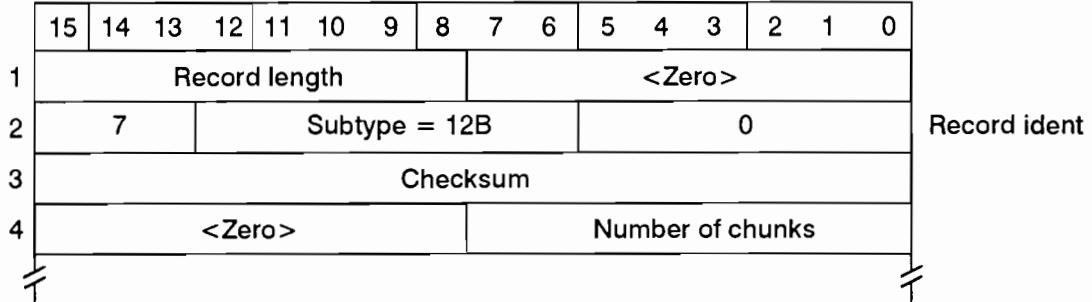 15 14 13 12 11 10 9 8 7 6 5 4 3 2 1 0
1 Record length <Zero>
2 7 Subtype = 12B 0 Record ident
3 Checksum
4 <Zero> Number of chunks